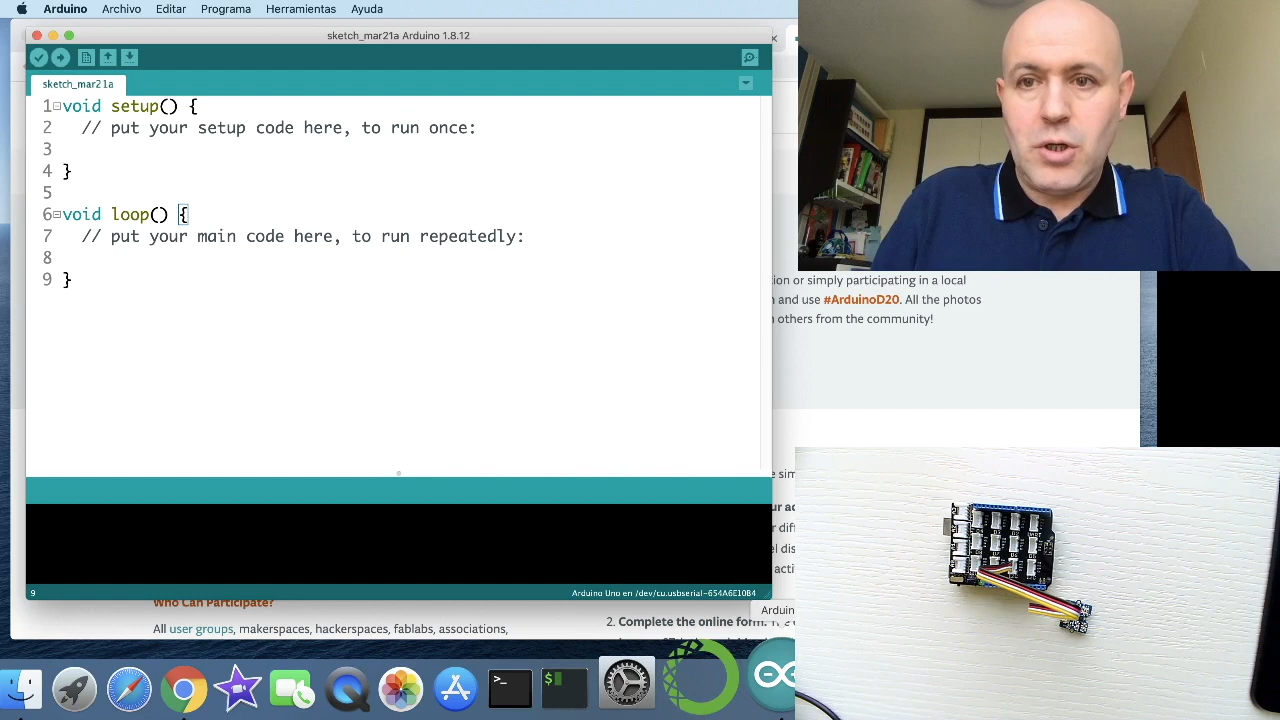 Arduino Archivo Editar Programa Herramientas Ayuda
sketch_mar21a Arduino 1.8.12
sketch_mar21a
1 void setup() {
2 // put your setup code here, to run once:
3
4 }
5
6 void loop() {
7 // put your main code here, to run repeatedly:
8
9 }
tion or simply participating in a local
and use #ArduinoD20. All the photos
others from the community!
9
Arduino Uno en /dev/cu.usbserial-654A6E10B4
Who Can Participate?
All user groups, makerspaces, hackerspaces, fablabs, associations,
Arduino
2. Complete the online form.
>_
$